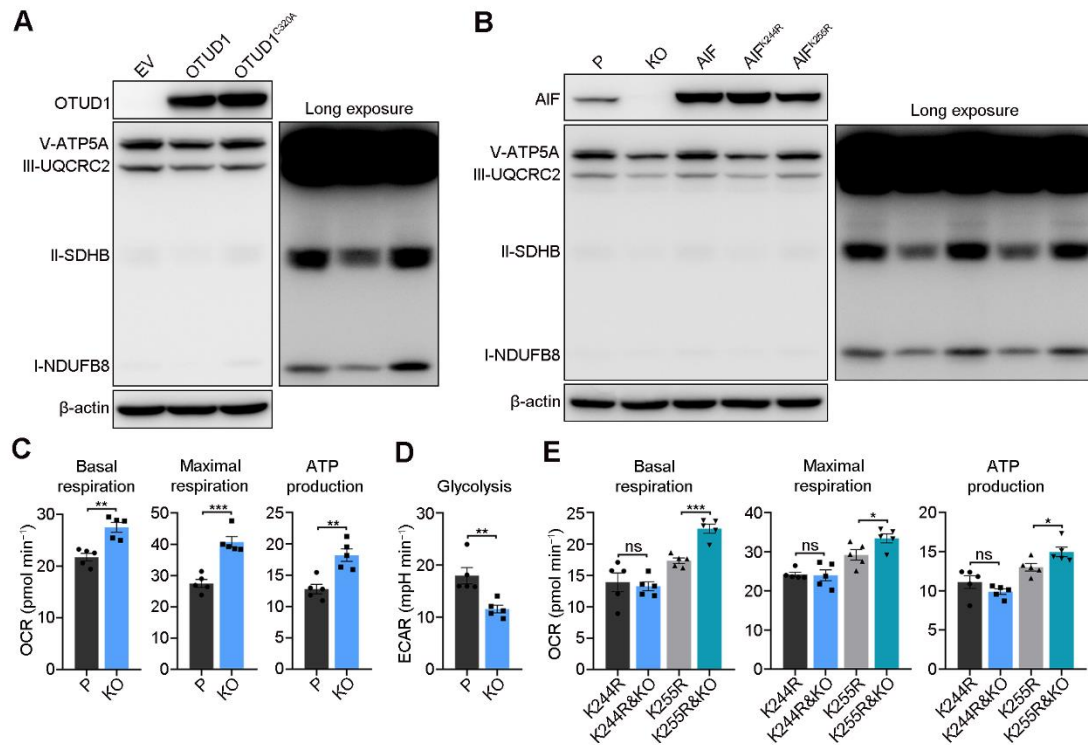 A
EV
OTUD1
OTUD1C320A
OTUD1
Long exposure
V-ATP5A
III-UQCRC2
II-SDHB
I-NDUFB8
β-actin
B
P
KO
AIF
AIFK244R
AIFK255R
AIF
Long exposure
V-ATP5A
III-UQCRC2
II-SDHB
I-NDUFB8
β-actin
C
Basal
respiration
OCR (pmol min⁻¹)
40
30
20
10
0
**
P
KO
Maximal
respiration
50
40
30
20
10
0
***
P
KO
ATP
production
25
20
15
10
5
0
**
P
KO
D
Glycolysis
ECAR (mpH min⁻¹)
30
20
10
0
**
P
KO
E
Basal
respiration
OCR (pmol min⁻¹)
25
20
15
10
5
0
ns
***
K244R
K244R&KO
K255R
K255R&KO
Maximal
respiration
40
30
20
10
0
ns
*
K244R
K244R&KO
K255R
K255R&KO
ATP
production
20
15
10
5
0
ns
*
K244R
K244R&KO
K255R
K255R&KO